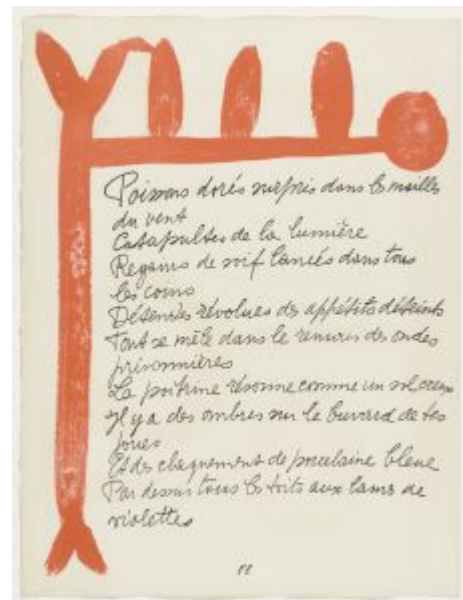 Poissons dorés surpris dans les mailles
du vent
Catapultes de la lumière
Regains de soif lancés dans tous
les coins
Détentes révolues des appétits déteints
Tout se mêle dans le remous des ondes
prisonnières
La poitrine résonne comme un sol creux
Il y a des ombres sur le buvard de tes
joues
Et des claquements de porcelaine bleue
Par dessus tous les toits aux lames de
violettes